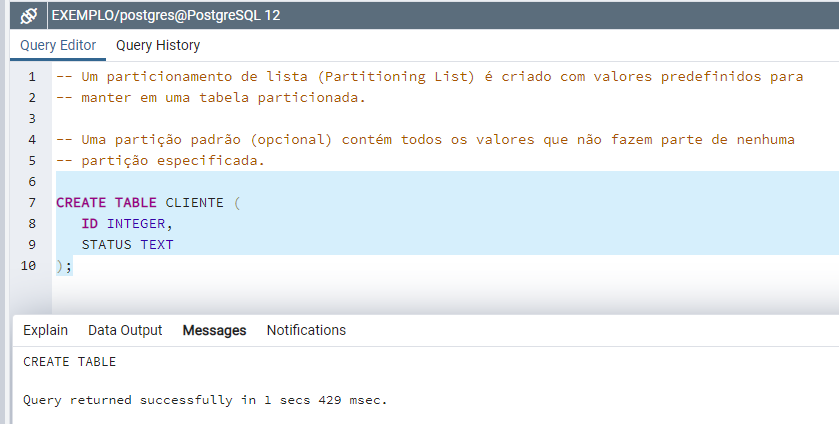 EXEMPLO/postgres@PostgreSQL 12
Query Editor Query History
1 -- Um particionamento de lista (Partitioning List) é criado com valores predefinidos para
2 -- manter em uma tabela particionada.
3
4 -- Uma partição padrão (opcional) contém todos os valores que não fazem parte de nenhuma
5 -- partição especificada.
6
7 CREATE TABLE CLIENTE (
8 ID INTEGER,
9 STATUS TEXT
10 );
Explain Data Output Messages Notifications
CREATE TABLE
Query returned successfully in 1 secs 429 msec.